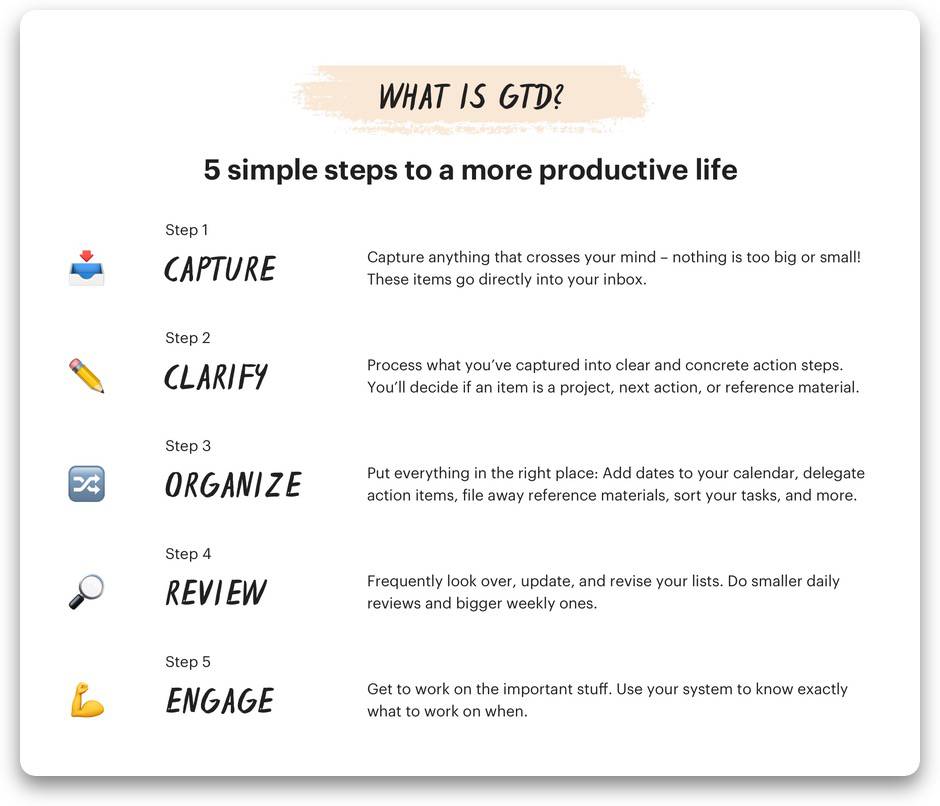 WHAT IS GTD?
5 simple steps to a more productive life
Step 1
CAPTURE
Capture anything that crosses your mind – nothing is too big or small!
These items go directly into your inbox.
Step 2
CLARIFY
Process what you’ve captured into clear and concrete action steps.
You’ll decide if an item is a project, next action, or reference material.
Step 3
ORGANIZE
Put everything in the right place: Add dates to your calendar, delegate
action items, file away reference materials, sort your tasks, and more.
Step 4
REVIEW
Frequently look over, update, and revise your lists. Do smaller daily
reviews and bigger weekly ones.
Step 5
ENGAGE
Get to work on the important stuff. Use your system to know exactly
what to work on when.